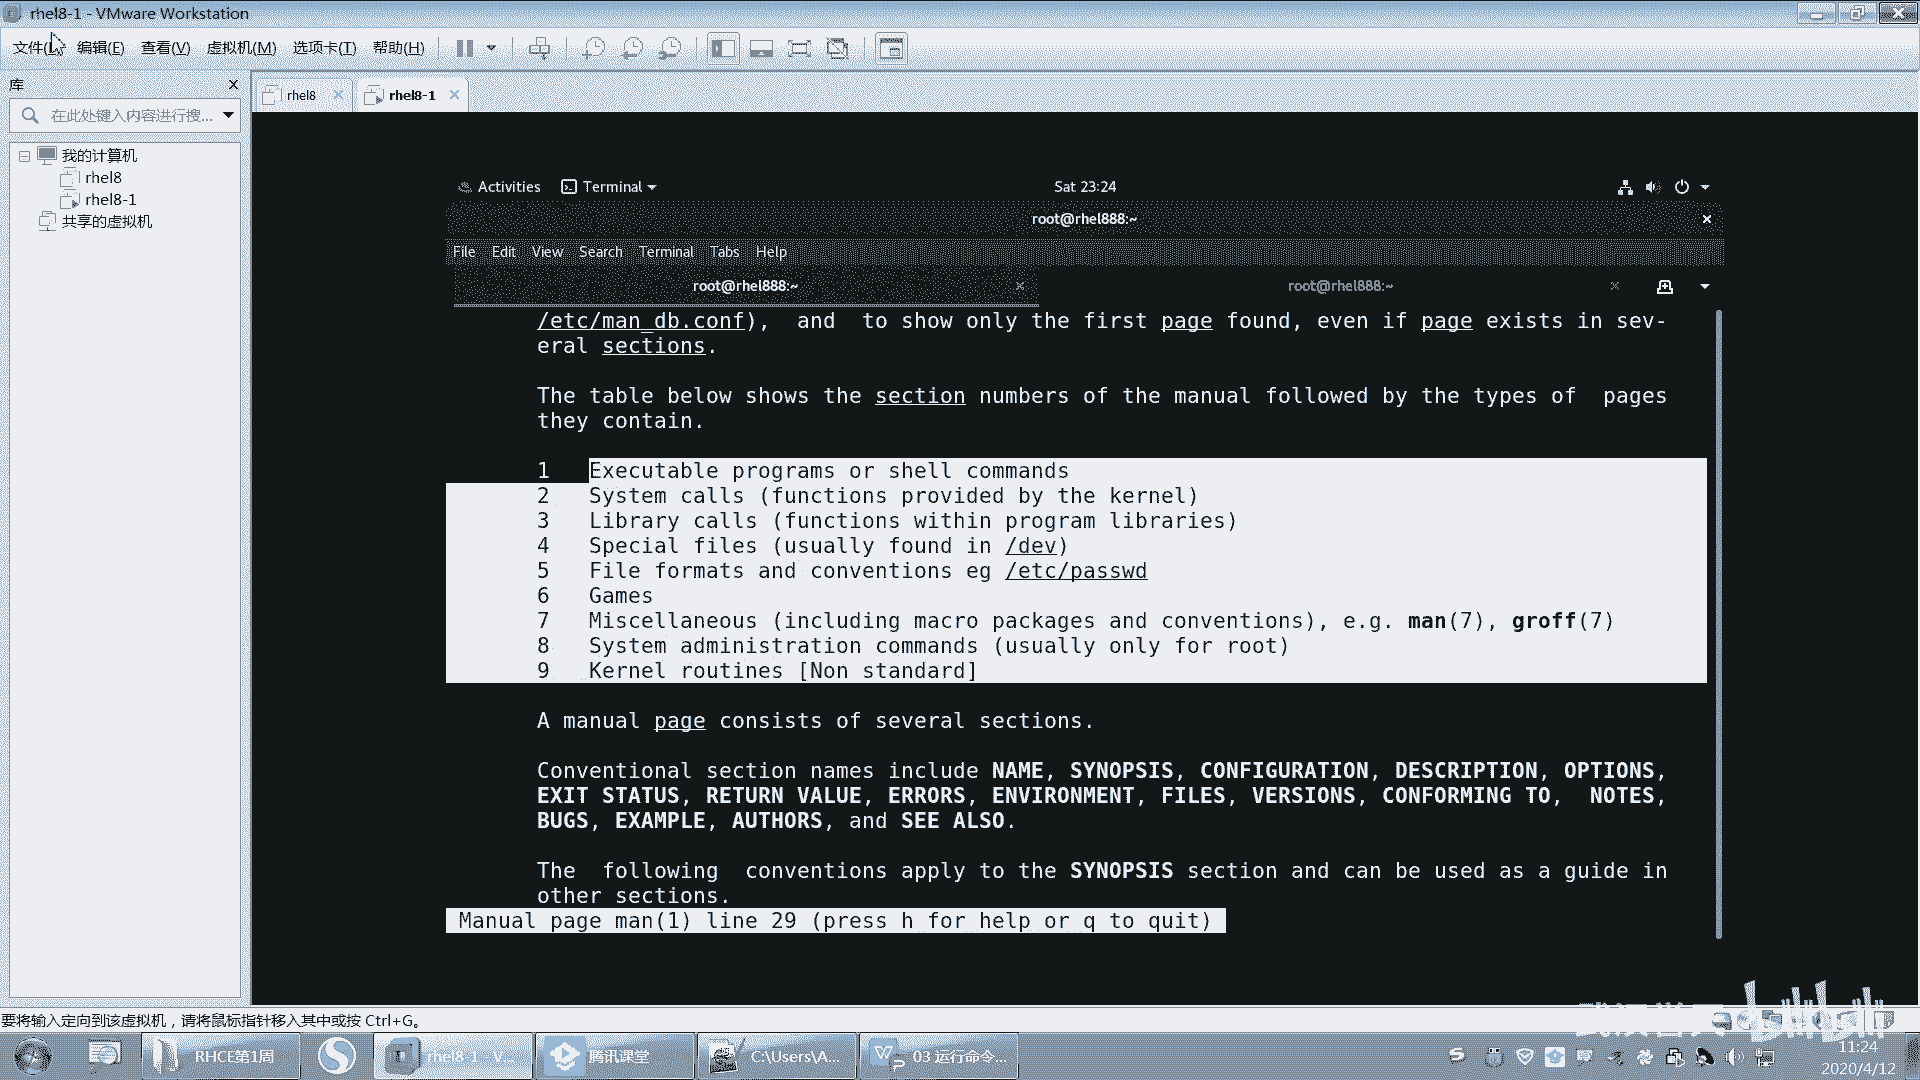 rhel8-1 - VMware Workstation
编辑(E) 查看(V) 虚拟机(M) 选项卡(T) 帮助(H)
库
在此处键入内容进行搜...
rhel8 rhel8-1
我的计算机
rhel8
rhel8-1
共享的虚拟机
Activities Terminal Sat 23:24
root@rhel888:~
File Edit View Search Terminal Tabs Help
root@rhel888:~ root@rhel888:~
/etc/man_db.conf),  and  to show only the first page found, even if page exists in sev-
eral sections.
The table below shows the section numbers of the manual followed by the types of  pages
they contain.
1   Executable programs or shell commands
2   System calls (functions provided by the kernel)
3   Library calls (functions within program libraries)
4   Special files (usually found in /dev)
5   File formats and conventions eg /etc/passwd
6   Games
7   Miscellaneous (including macro packages and conventions), e.g. man(7), groff(7)
8   System administration commands (usually only for root)
9   Kernel routines [Non standard]
A manual page consists of several sections.
Conventional section names include NAME, SYNOPSIS, CONFIGURATION, DESCRIPTION, OPTIONS,
EXIT STATUS, RETURN VALUE, ERRORS, ENVIRONMENT, FILES, VERSIONS, CONFORMING TO,  NOTES,
BUGS, EXAMPLE, AUTHORS, and SEE ALSO.
The  following  conventions apply to the SYNOPSIS section and can be used as a guide in
other sections.
Manual page man(1) line 29 (press h for help or q to quit)
要将输入定向到该虚拟机，请将鼠标指针移入其中或按 Ctrl+G。
bilibili
RHCE第1周 rhel8-1 - V... 腾讯课堂 C:\Users\A... 03 运行命令...
11:24
2020/4/12